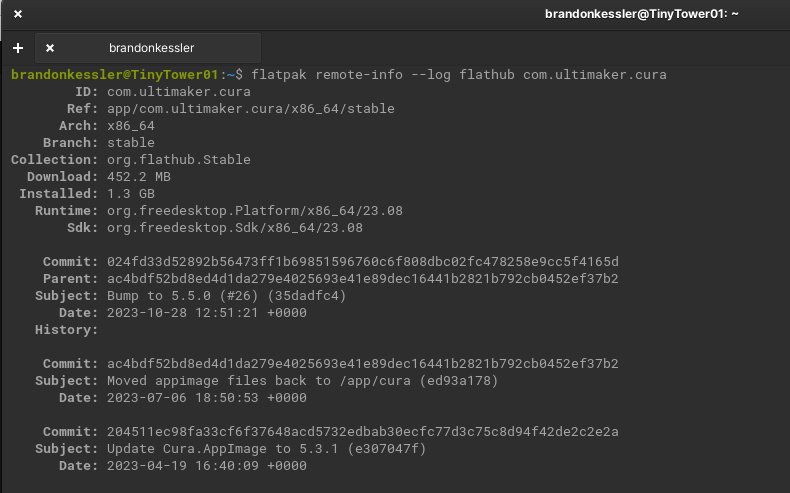 brandonkessler@TinyTower01: ~
brandonkessler
brandonkessler@TinyTower01:~$ flatpak remote-info --log flathub com.ultimaker.cura
ID: com.ultimaker.cura
Ref: app/com.ultimaker.cura/x86_64/stable
Arch: x86_64
Branch: stable
Collection: org.flathub.Stable
Download: 452.2 MB
Installed: 1.3 GB
Runtime: org.freedesktop.Platform/x86_64/23.08
Sdk: org.freedesktop.Sdk/x86_64/23.08
Commit: 024fd33d52892b56473ff1b69851596760c6f808dbc02fc478258e9cc5f4165d
Parent: ac4bdf52bd8ed4d1da279e4025693e41e89dec16441b2821b792cb0452ef37b2
Subject: Bump to 5.5.0 (#26) (35dadfc4)
Date: 2023-10-28 12:51:21 +0000
History:
Commit: ac4bdf52bd8ed4d1da279e4025693e41e89dec16441b2821b792cb0452ef37b2
Subject: Moved appimage files back to /app/cura (ed93a178)
Date: 2023-07-06 18:50:53 +0000
Commit: 204511ec98fa33cf6f37648acd5732edbab30ecfc77d3c75c8d94f42de2c2e2a
Subject: Update Cura.AppImage to 5.3.1 (e307047f)
Date: 2023-04-19 16:40:09 +0000